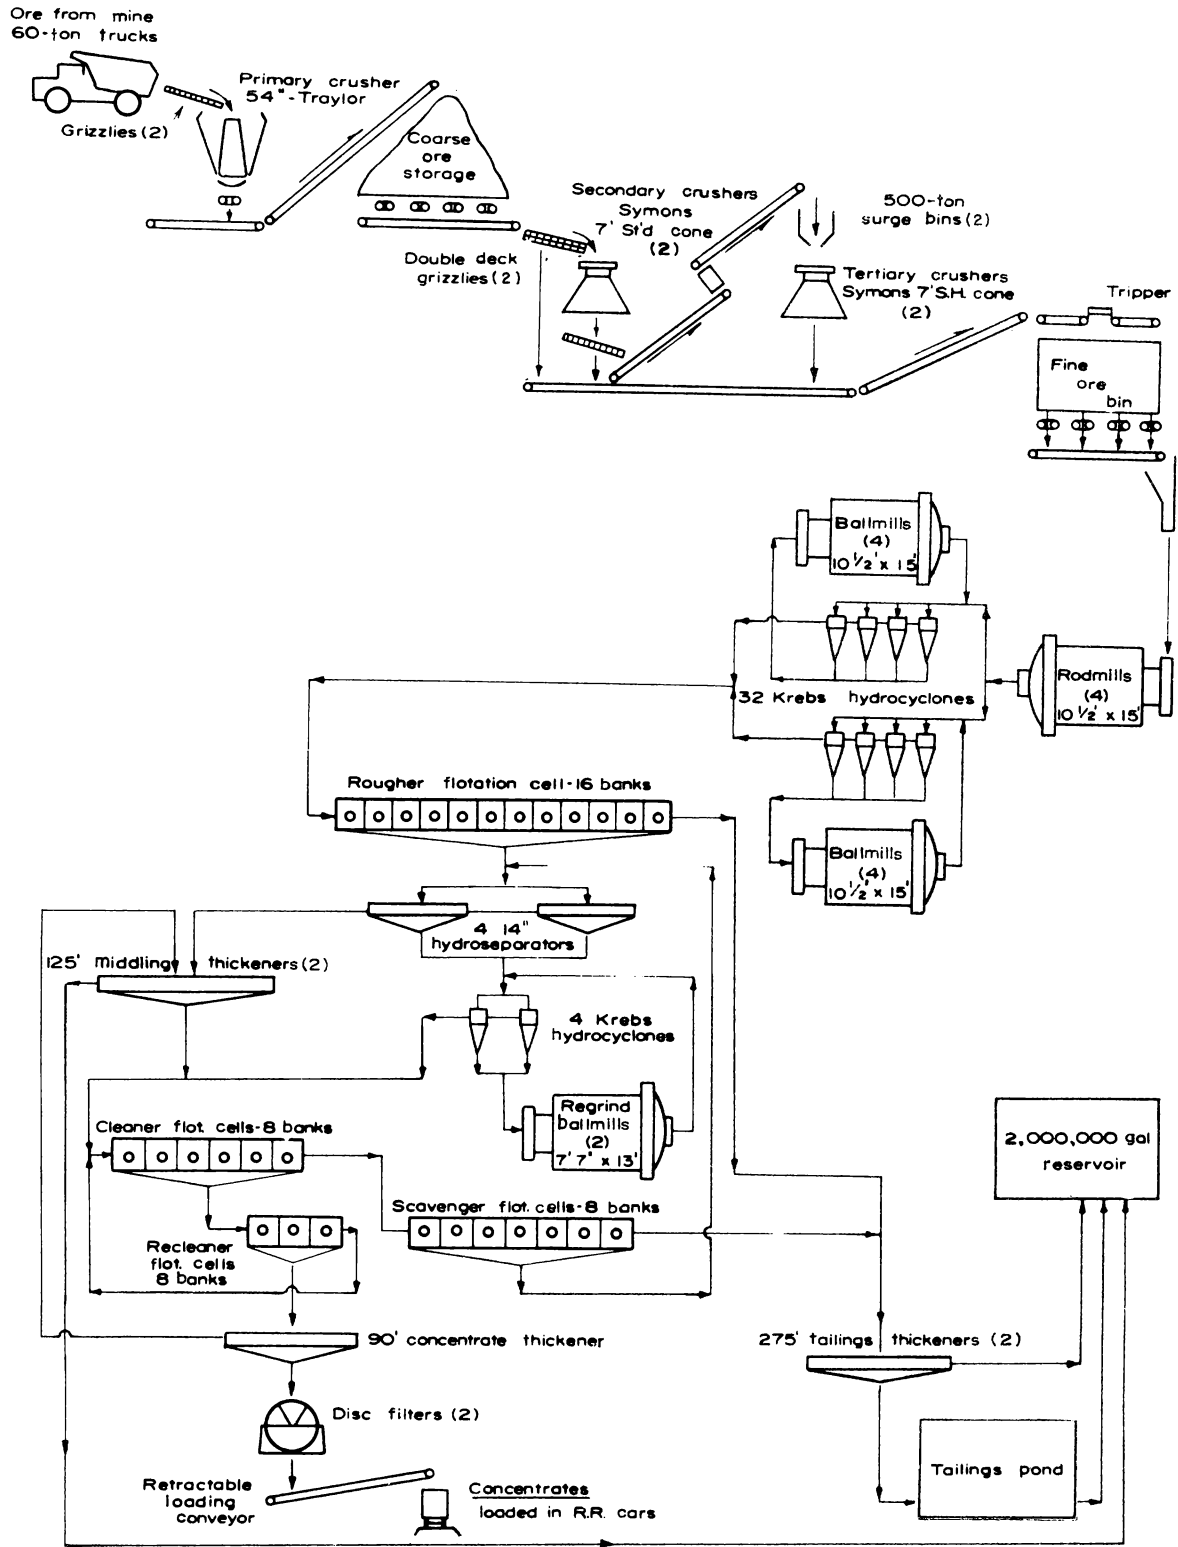 Ore from mine
60-ton trucks
Grizzlies (2)
Primary crusher
54"-Traylor
Coarse
ore
storage
Double deck
grizzlies (2)
Secondary crushers
Symons
7' St'd cone
(2)
500-ton
surge bins (2)
Tertiary crushers
Symons 7' S.H. cone
(2)
Tripper
Fine
ore
bin
Ballmills
(4)
10 1/2' x 15'
32 Krebs hydrocyclones
Rodmills
(4)
10 1/2' x 15'
Ballmills
(4)
10 1/2' x 15'
Rougher flotation cell-16 banks
4 14"
hydroseparators
125' Middling thickeners (2)
4 Krebs
hydrocyclones
Regrind
ballmills
(2)
7' 7" x 13'
Cleaner flot. cells-8 banks
Scavenger flot. cells-8 banks
Recleaner
flot. cells
8 banks
2,000,000 gal
reservoir
90' concentrate thickener
275' tailings thickeners (2)
Disc filters (2)
Tailings pond
Retractable
loading
conveyor
Concentrates
loaded in R.R. cars